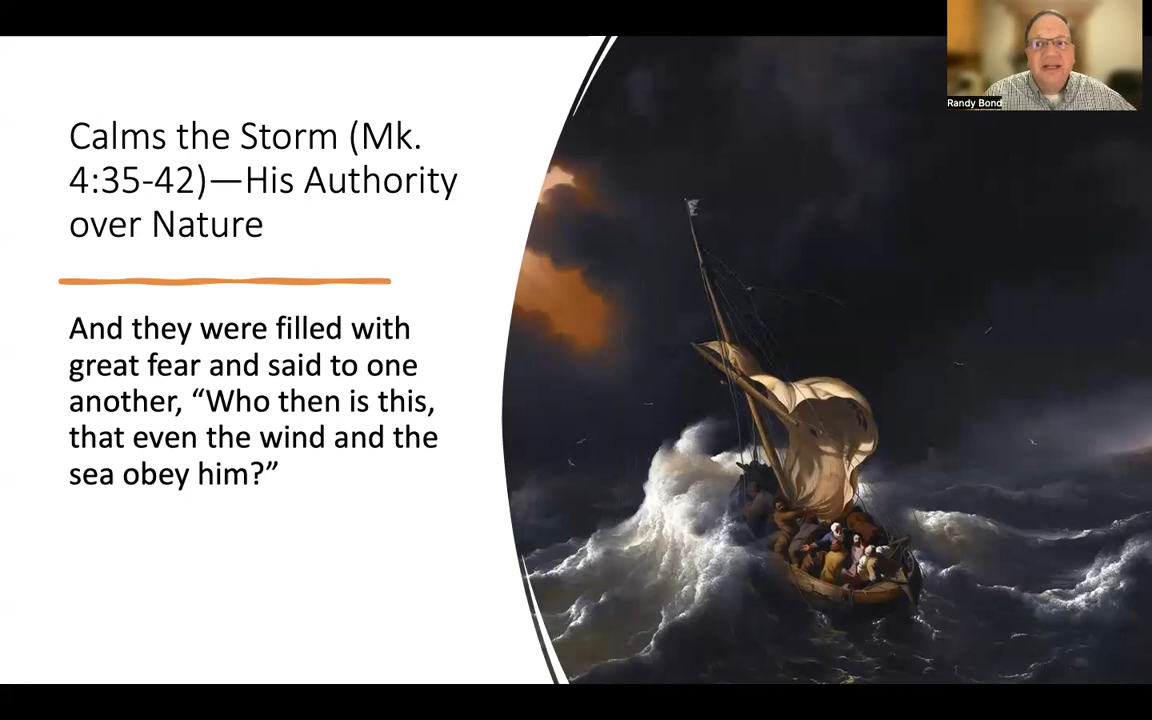 Calms the Storm (Mk.
4:35-42)—His Authority
over Nature
And they were filled with
great fear and said to one
another, “Who then is this,
that even the wind and the
sea obey him?”
Randy Bond